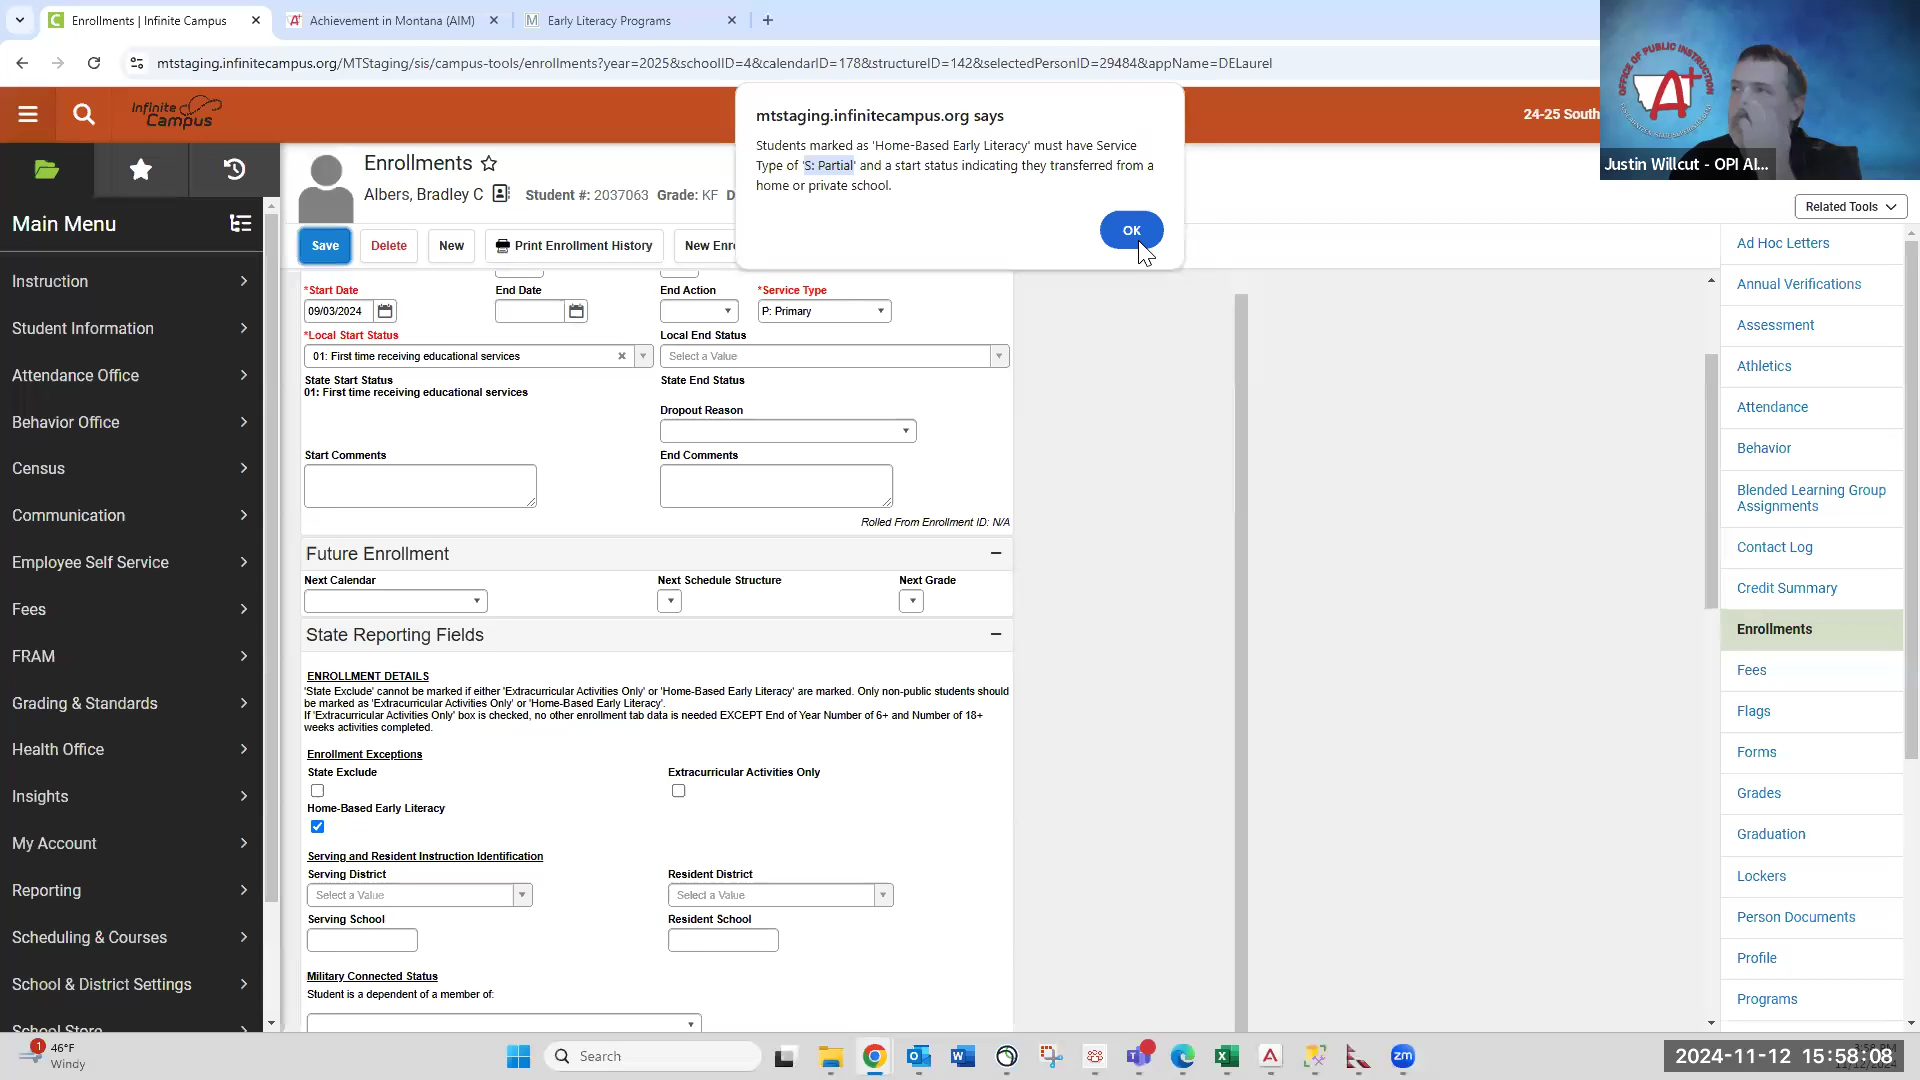 Enrollments | Infinite Campus
Achievement in Montana (AIM)
Early Literacy Programs
mtstaging.infinitecampus.org/MTStaging/sis/campus-tools/enrollments?year=2025&schoolID=4&calendarID=178&structureID=142&selectedPersonID=29484&appName=DELaurel
Infinite Campus
24-25 South
OFFICE OF PUBLIC INSTRUCTION
Justin Willcut - OPI AI...
mtstaging.infinitecampus.org says
Students marked as 'Home-Based Early Literacy' must have Service
Type of 'S: Partial' and a start status indicating they transferred from a
home or private school.
OK
Main Menu
Instruction
Student Information
Attendance Office
Behavior Office
Census
Communication
Employee Self Service
Fees
FRAM
Grading & Standards
Health Office
Insights
My Account
Reporting
Scheduling & Courses
School & District Settings
School Store
Enrollments
Albers, Bradley C Student #: 2037063 Grade: KF D
Related Tools
Save Delete New Print Enrollment History New Enro
*Start Date End Date End Action *Service Type
09/03/2024 P: Primary
*Local Start Status Local End Status
01: First time receiving educational services Select a Value
State Start Status State End Status
01: First time receiving educational services
Dropout Reason
Start Comments End Comments
Rolled From Enrollment ID: N/A
Future Enrollment
Next Calendar Next Schedule Structure Next Grade
State Reporting Fields
ENROLLMENT DETAILS
'State Exclude' cannot be marked if either 'Extracurricular Activities Only' or 'Home-Based Early Literacy' are marked. Only non-public students should
be marked as 'Extracurricular Activities Only' or 'Home-Based Early Literacy'.
If 'Extracurricular Activities Only' box is checked, no other enrollment tab data is needed EXCEPT End of Year Number of 6+ and Number of 18+
weeks activities completed.
Enrollment Exceptions
State Exclude Extracurricular Activities Only
Home-Based Early Literacy
Serving and Resident Instruction Identification
Serving District Resident District
Select a Value Select a Value
Serving School Resident School
Military Connected Status
Student is a dependent of a member of:
Ad Hoc Letters
Annual Verifications
Assessment
Athletics
Attendance
Behavior
Blended Learning Group
Assignments
Contact Log
Credit Summary
Enrollments
Fees
Flags
Forms
Grades
Graduation
Lockers
Person Documents
Profile
Programs
1
46°F
Windy
Search
zm
2024-11-12 15:58:08